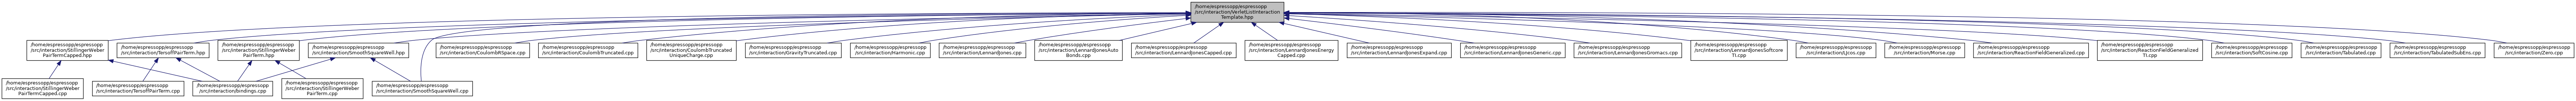 /home/espressopp/espressopp
/src/interaction/VerletListInteraction
Template.hpp
/home/espressopp/espressopp
/src/interaction/StillingerWeber
PairTermCapped.hpp
/home/espressopp/espressopp
/src/interaction/TersoffPairTerm.hpp
/home/espressopp/espressopp
/src/interaction/StillingerWeber
PairTerm.hpp
/home/espressopp/espressopp
/src/interaction/SmoothSquareWell.hpp
/home/espressopp/espressopp
/src/interaction/CoulombRSpace.cpp
/home/espressopp/espressopp
/src/interaction/CoulombTruncated.cpp
/home/espressopp/espressopp
/src/interaction/CoulombTruncated
UniqueCharge.cpp
/home/espressopp/espressopp
/src/interaction/GravityTruncated.cpp
/home/espressopp/espressopp
/src/interaction/Harmonic.cpp
/home/espressopp/espressopp
/src/interaction/LennardJones.cpp
/home/espressopp/espressopp
/src/interaction/LennardJonesAuto
Bonds.cpp
/home/espressopp/espressopp
/src/interaction/LennardJonesCapped.cpp
/home/espressopp/espressopp
/src/interaction/LennardJonesEnergy
Capped.cpp
/home/espressopp/espressopp
/src/interaction/LennardJonesExpand.cpp
/home/espressopp/espressopp
/src/interaction/LennardJonesGeneric.cpp
/home/espressopp/espressopp
/src/interaction/LennardJonesGromacs.cpp
/home/espressopp/espressopp
/src/interaction/LennardJonesSoftcore
TI.cpp
/home/espressopp/espressopp
/src/interaction/LJcos.cpp
/home/espressopp/espressopp
/src/interaction/Morse.cpp
/home/espressopp/espressopp
/src/interaction/ReactionFieldGeneralized.cpp
/home/espressopp/espressopp
/src/interaction/ReactionFieldGeneralized
TI.cpp
/home/espressopp/espressopp
/src/interaction/SoftCosine.cpp
/home/espressopp/espressopp
/src/interaction/Tabulated.cpp
/home/espressopp/espressopp
/src/interaction/TabulatedSubEns.cpp
/home/espressopp/espressopp
/src/interaction/Zero.cpp
/home/espressopp/espressopp
/src/interaction/StillingerWeber
PairTermCapped.cpp
/home/espressopp/espressopp
/src/interaction/TersoffPairTerm.cpp
/home/espressopp/espressopp
/src/interaction/bindings.cpp
/home/espressopp/espressopp
/src/interaction/StillingerWeber
PairTerm.cpp
/home/espressopp/espressopp
/src/interaction/SmoothSquareWell.cpp